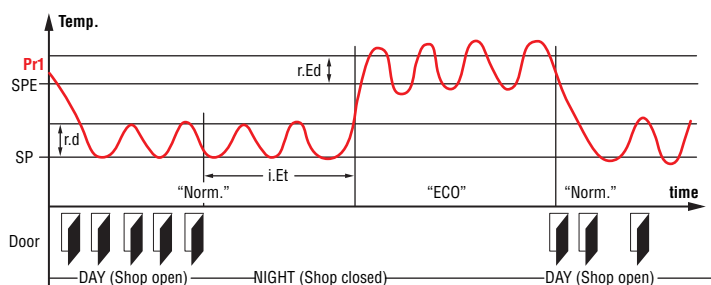 Temp.
Pr1
SPE
r.Ed
r.d
SP
i.Et
“Norm.” “ECO” “Norm.” time
Door
DAY (Shop open) NIGHT (Shop closed) DAY (Shop open)